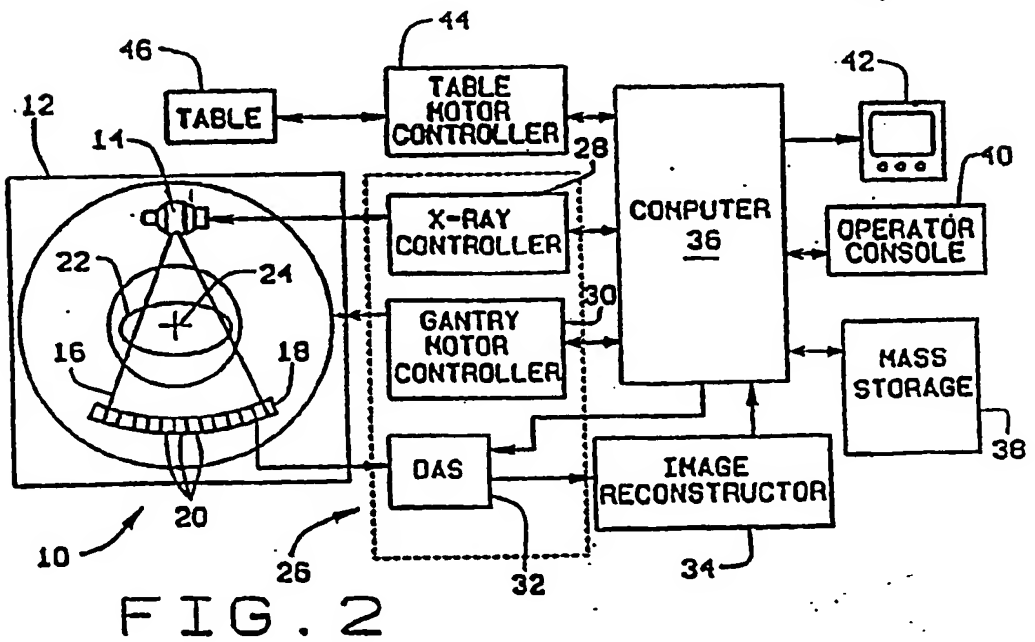 46
44
42
12
TABLE
TABLE
MOTOR
CONTROLLER
14
28
40
X-RAY
CONTROLLER
COMPUTER
36
OPERATOR
CONSOLE
22
24
30
GANTRY
MOTOR
CONTROLLER
16
18
MASS
STORAGE
38
DAS
IMAGE
RECONSTRUCTOR
20
10
26
32
34
FIG. 2